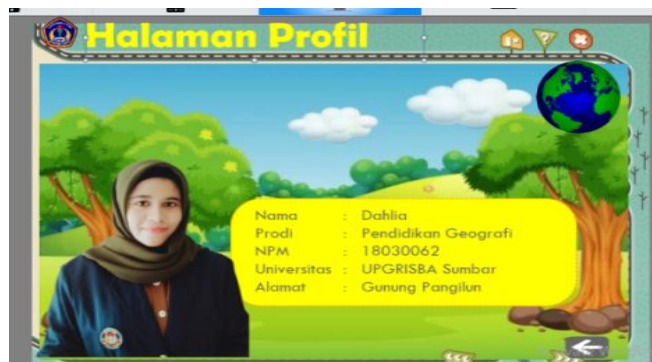 Halaman Profil
?
Nama : Dahlia
Prodi : Pendidikan Geografi
NPM : 18030062
Universitas : UPGRISBA Sumbar
Alamat : Gunung Pangilun